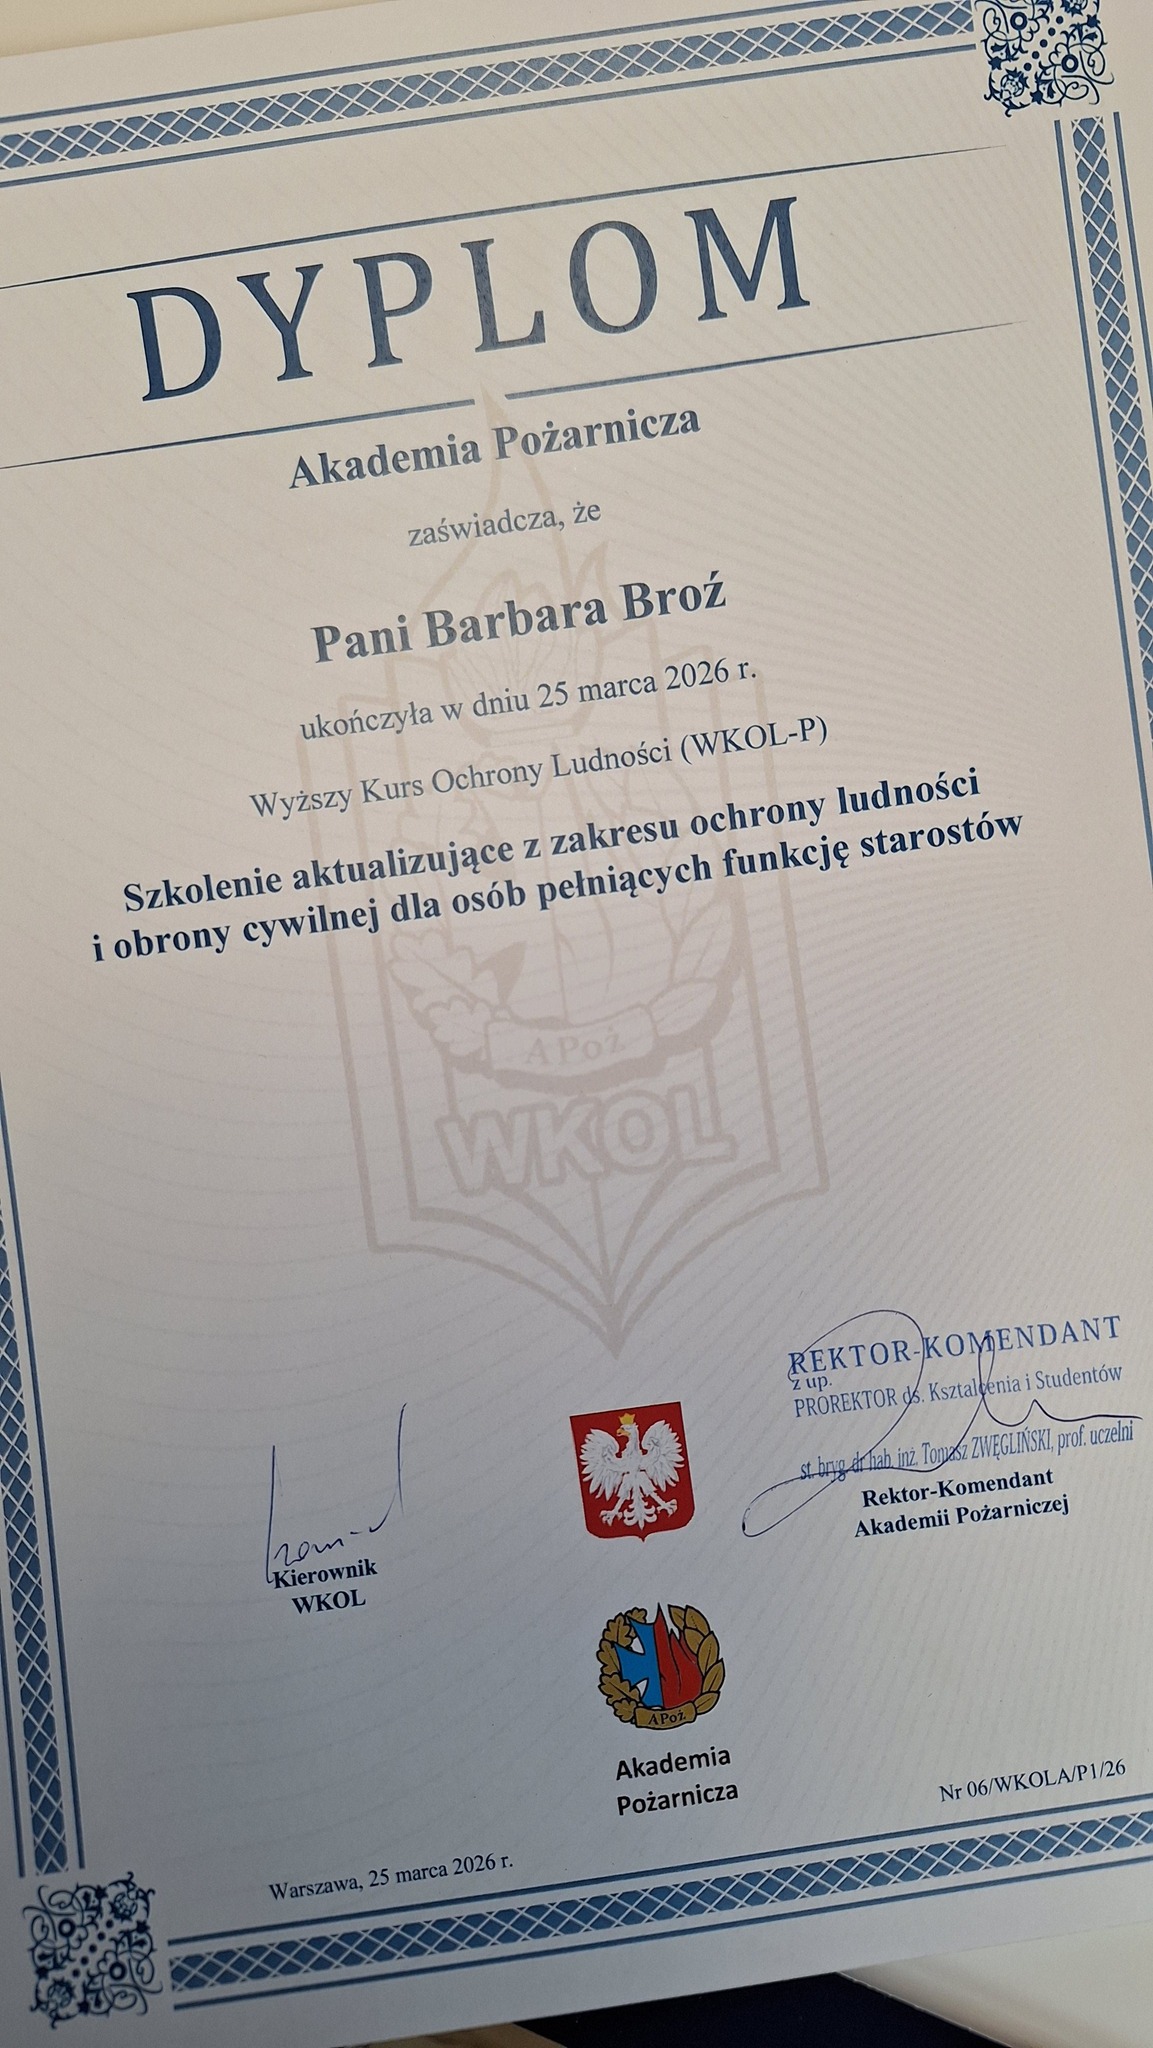 DYPLOM
Akademia Pożarnicza
zaświadcza, że
Pani Barbara Broź
ukończyła w dniu 25 marca 2026 r.
Wyższy Kurs Ochrony Ludności (WKOL-P)
Szkolenie aktualizujące z zakresu ochrony ludności
i obrony cywilnej dla osób pełniących funkcję starostów
APoż
WKOL
REKTOR-KOMENDANT
z up.
PROREKTOR ds. Kształcenia i Studentów
st. bryg. dr hab. inż. Tomasz ZWĘGLIŃSKI, prof. uczelni
Rektor-Komendant
Akademii Pożarniczej
Kierownik
WKOL
APoż
Akademia
Pożarnicza
Nr 06/WKOLA/P1/26
Warszawa, 25 marca 2026 r.